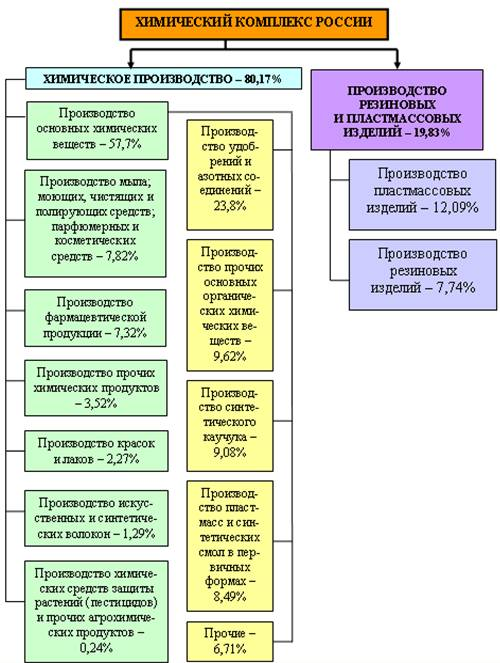 ХИМИЧЕСКИЙ КОМПЛЕКС РОССИИ
ХИМИЧЕСКОЕ ПРОИЗВОДСТВО – 80,17%
Производство
основных химических
веществ – 57,7%
Производство мыла;
моющих, чистящих и
полирующих средств;
парфюмерных и
косметических
средств – 7,82%
Производство
фармацевтической
продукции – 7,32%
Производство прочих
химических продуктов
– 3,52%
Производство красок
и лаков – 2,27%
Производство искус-
ственных и синтетиче-
ских волокон – 1,29%
Производство химиче-
ских средств защиты
растений (пестицидов)
и прочих агрохимиче-
ских продуктов –
0,24%
Производ-
ство удоб-
рений и
азотных со-
единений –
23,8%
Производ-
ство прочих
основных
органиче-
ских хими-
ческих ве-
ществ –
9,62%
Производ-
ство синте-
тического
каучука –
9,08%
Производ-
ство пласт-
масс и син-
тетических
смол в пер-
вичных
формах –
8,49%
Прочие –
6,71%
ПРОИЗВОДСТВО
РЕЗИНОВЫХ
И ПЛАСТМАССОВЫХ
ИЗДЕЛИЙ – 19,83%
Производство
пластмассовых
изделий – 12,09%
Производство
резиновых
изделий – 7,74%